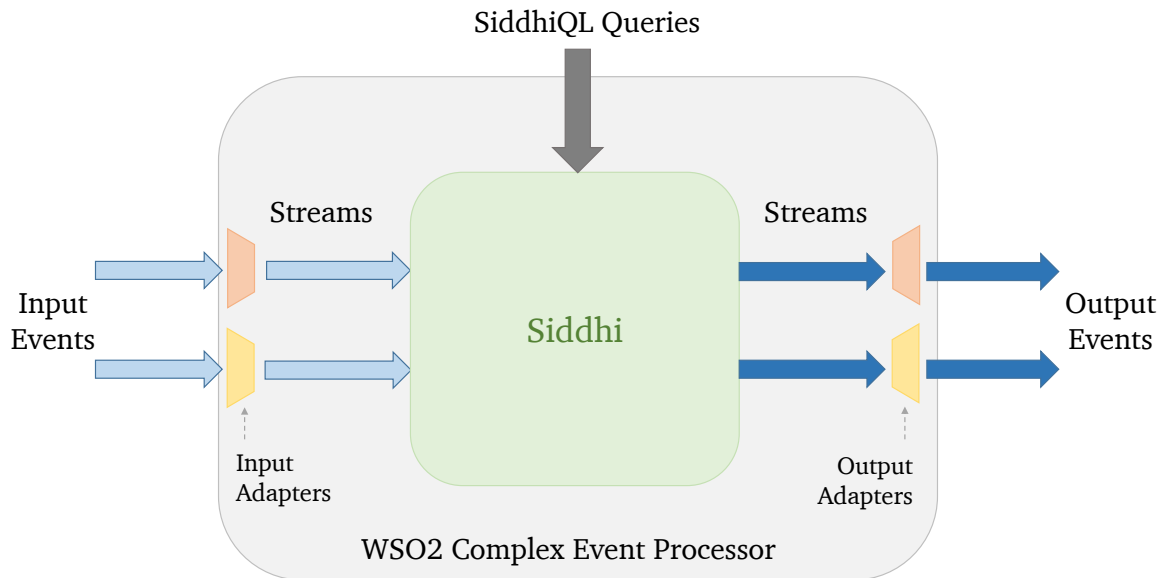 SiddhiQL Queries
Streams
Streams
Input
Events
Siddhi
Output
Events
Input
Adapters
Output
Adapters
WSO2 Complex Event Processor